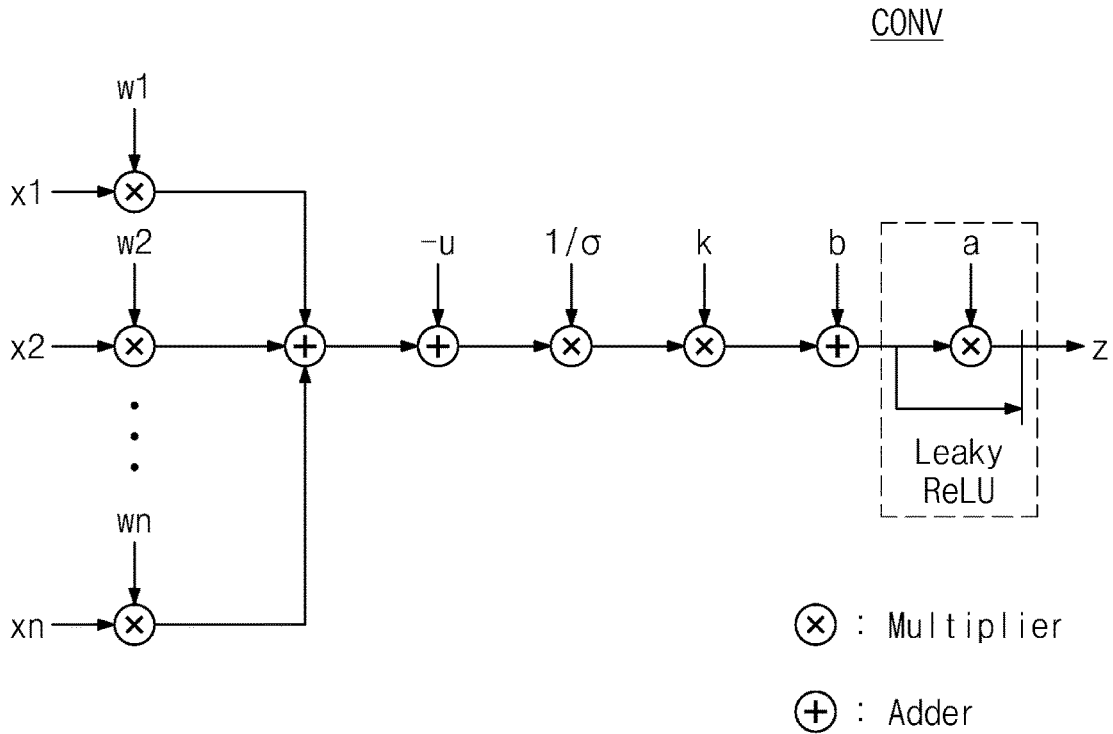 CONV
w1
x1
w2
-u
1/σ
k
b
a
x2
z
Leaky
ReLU
wn
xn
: Multiplier
: Adder